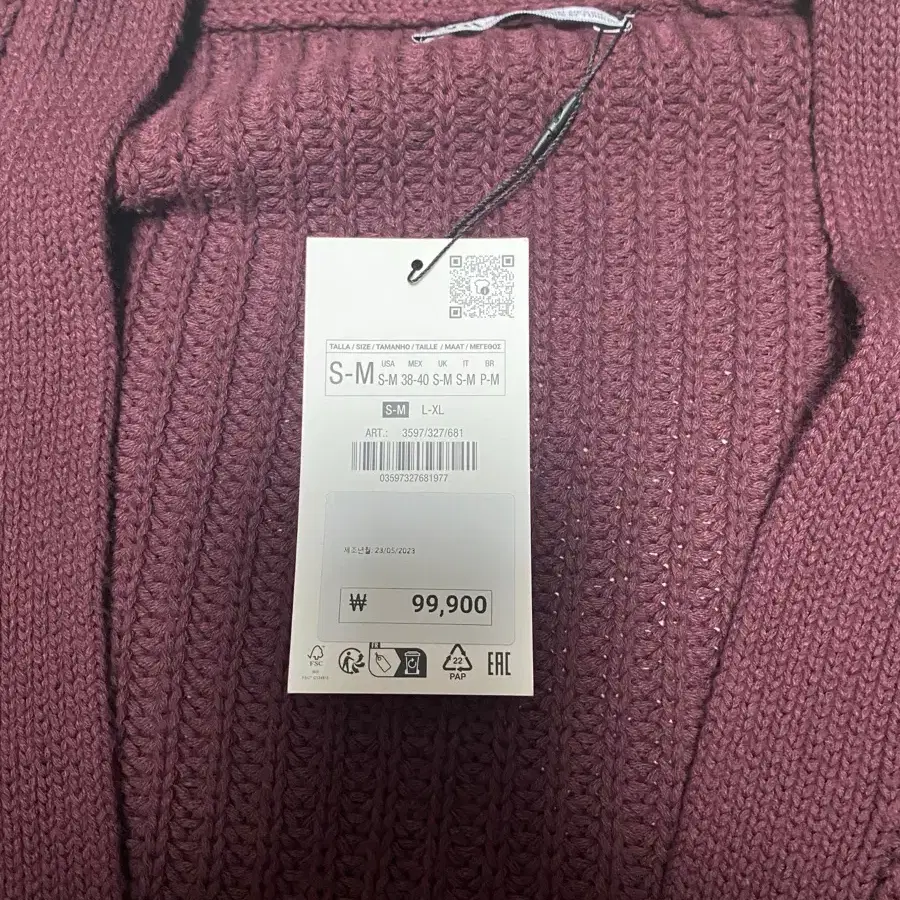 TALLA / SIZE / TAMANHO / TAILLE / MAAT / ΜΕΓΕΘΟΣ
S-M
USA MEX UK IT BR
S-M 38-40 S-M S-M P-M
S-M L-XL
ART.: 3597/327/681
03597327681977
제조년월: 23/05/2023
₩ 99,900
FSC
FR
22
PAP
EAC